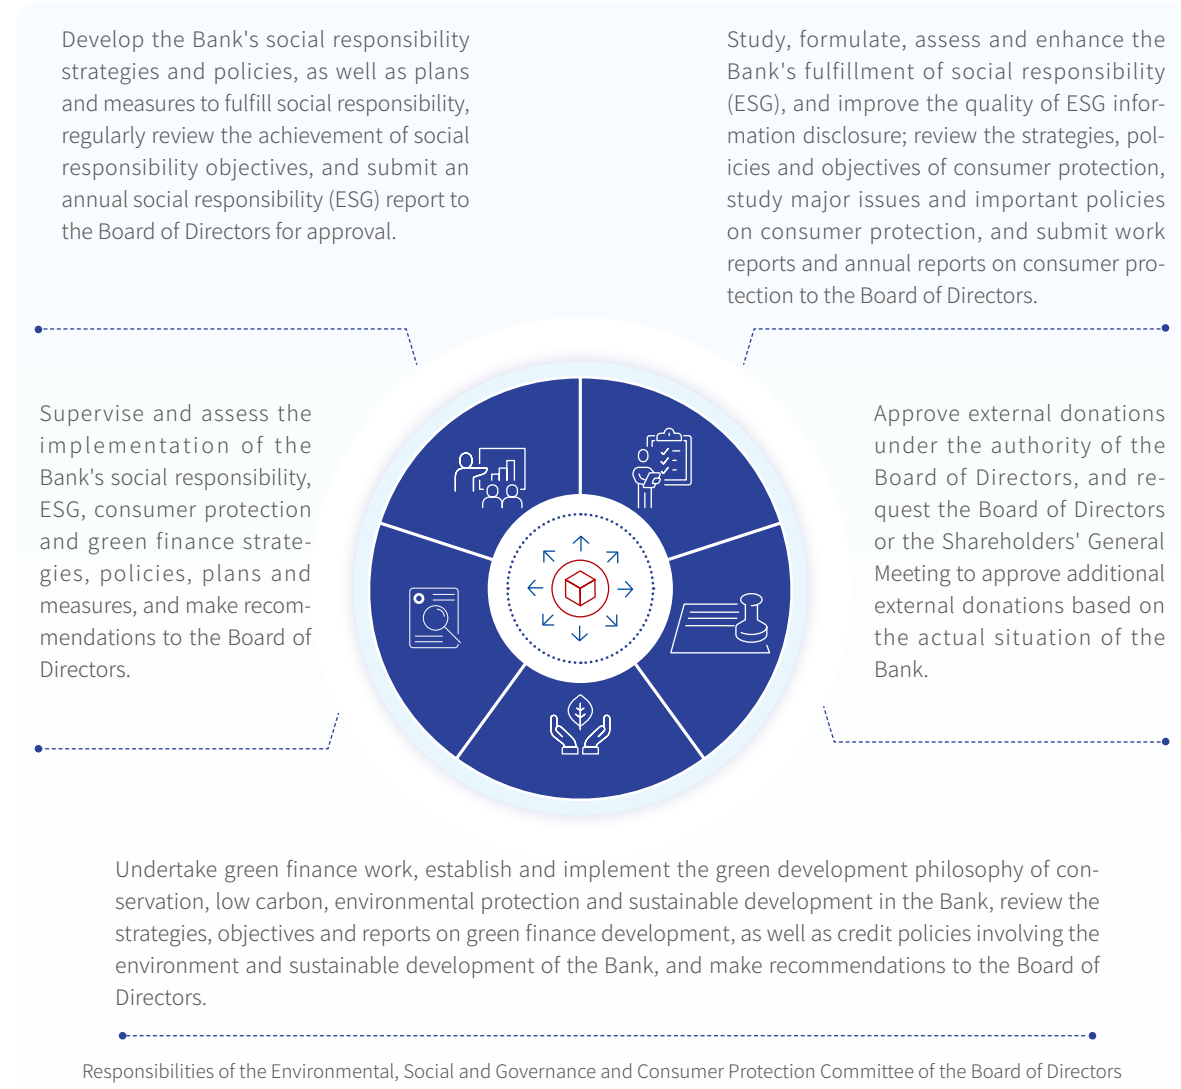 Develop the Bank's social responsibility
strategies and policies, as well as plans
and measures to fulfill social responsibility,
regularly review the achievement of social
responsibility objectives, and submit an
annual social responsibility (ESG) report to
the Board of Directors for approval.
Study, formulate, assess and enhance the
Bank's fulfillment of social responsibility
(ESG), and improve the quality of ESG infor-
mation disclosure; review the strategies, pol-
icies and objectives of consumer protection,
study major issues and important policies
on consumer protection, and submit work
reports and annual reports on consumer pro-
tection to the Board of Directors.
Supervise and assess the
implementation of the
Bank's social responsibility,
ESG, consumer protection
and green finance strate-
gies, policies, plans and
measures, and make recom-
mendations to the Board of
Directors.
Approve external donations
under the authority of the
Board of Directors, and re-
quest the Board of Directors
or the Shareholders' General
Meeting to approve additional
external donations based on
the actual situation of the
Bank.
Undertake green finance work, establish and implement the green development philosophy of con-
servation, low carbon, environmental protection and sustainable development in the Bank, review the
strategies, objectives and reports on green finance development, as well as credit policies involving the
environment and sustainable development of the Bank, and make recommendations to the Board of
Directors.
Responsibilities of the Environmental, Social and Governance and Consumer Protection Committee of the Board of Directors